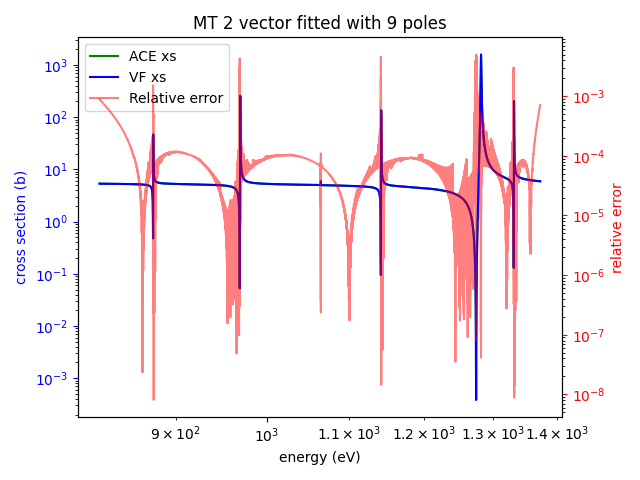 MT 2 vector fitted with 9 poles
ACE xs
VF xs
Relative error
cross section (b)
10³
10²
10¹
10⁰
10⁻¹
10⁻²
10⁻³
10⁻³
10⁻⁴
10⁻⁵
10⁻⁶
10⁻⁷
10⁻⁸
relative error
9 × 10² 10³ 1.1 × 10³ 1.2 × 10³ 1.3 × 10³ 1.4 × 10³
energy (eV)